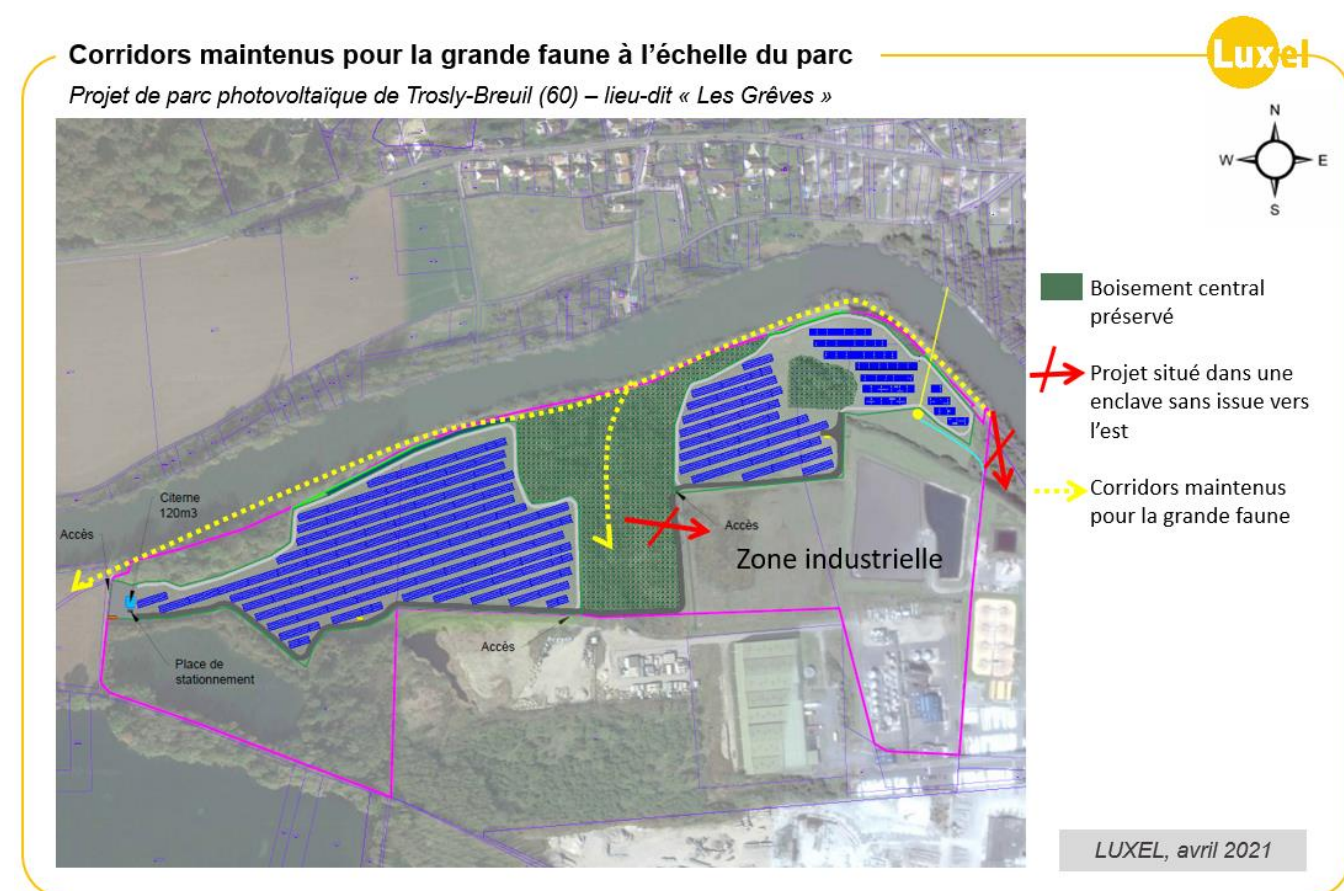 Corridors maintenus pour la grande faune à l'échelle du parc
Luxel
Projet de parc photovoltaïque de Trosly-Breuil (60) – lieu-dit « Les Grêves »
N
W
E
S
Boisement central
préservé
Projet situé dans une
enclave sans issue vers
l'est
Corridors maintenus
pour la grande faune
Citerne
120m3
Accès
Accès
Zone industrielle
Accès
Place de
stationnement
LUXEL, avril 2021